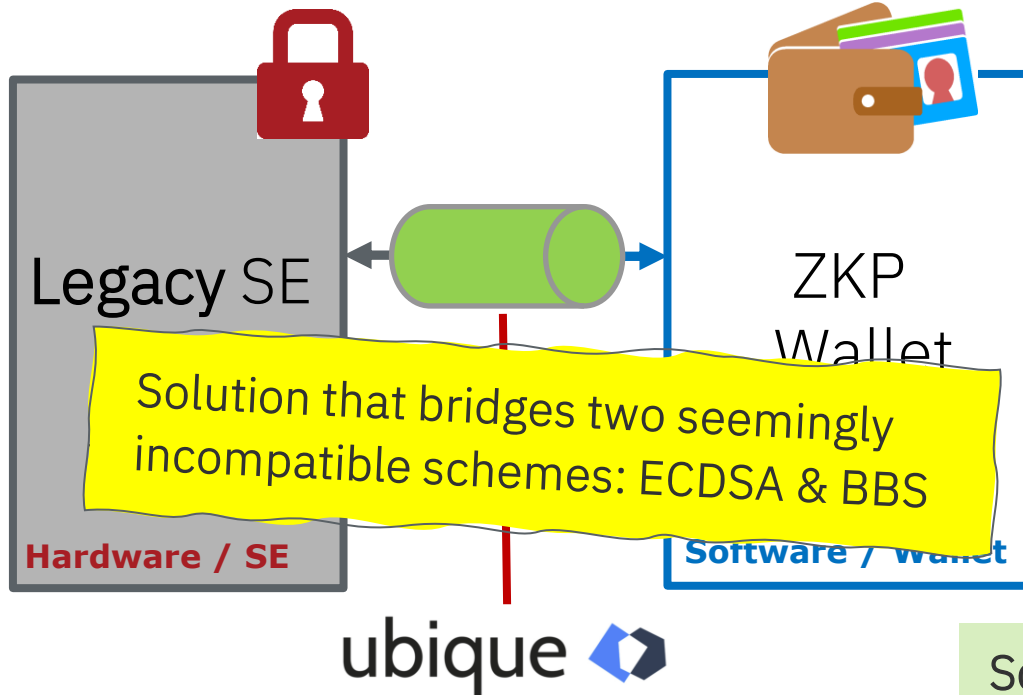 Legacy SE
ZKP
Wallet
Solution that bridges two seemingly
incompatible schemes: ECDSA & BBS
Hardware / SE
Software / Wallet
ubique